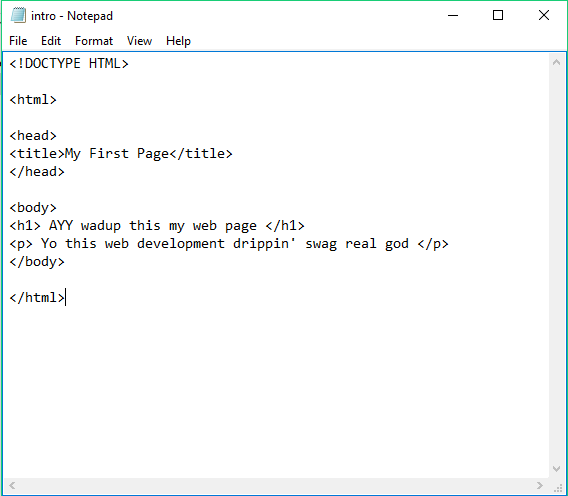 intro - Notepad
File Edit Format View Help
<!DOCTYPE HTML>
<html>
<head>
<title>My First Page</title>
</head>
<body>
<h1> AYY wadup this my web page </h1>
<p> Yo this web development drippin' swag real god </p>
</body>
</html>